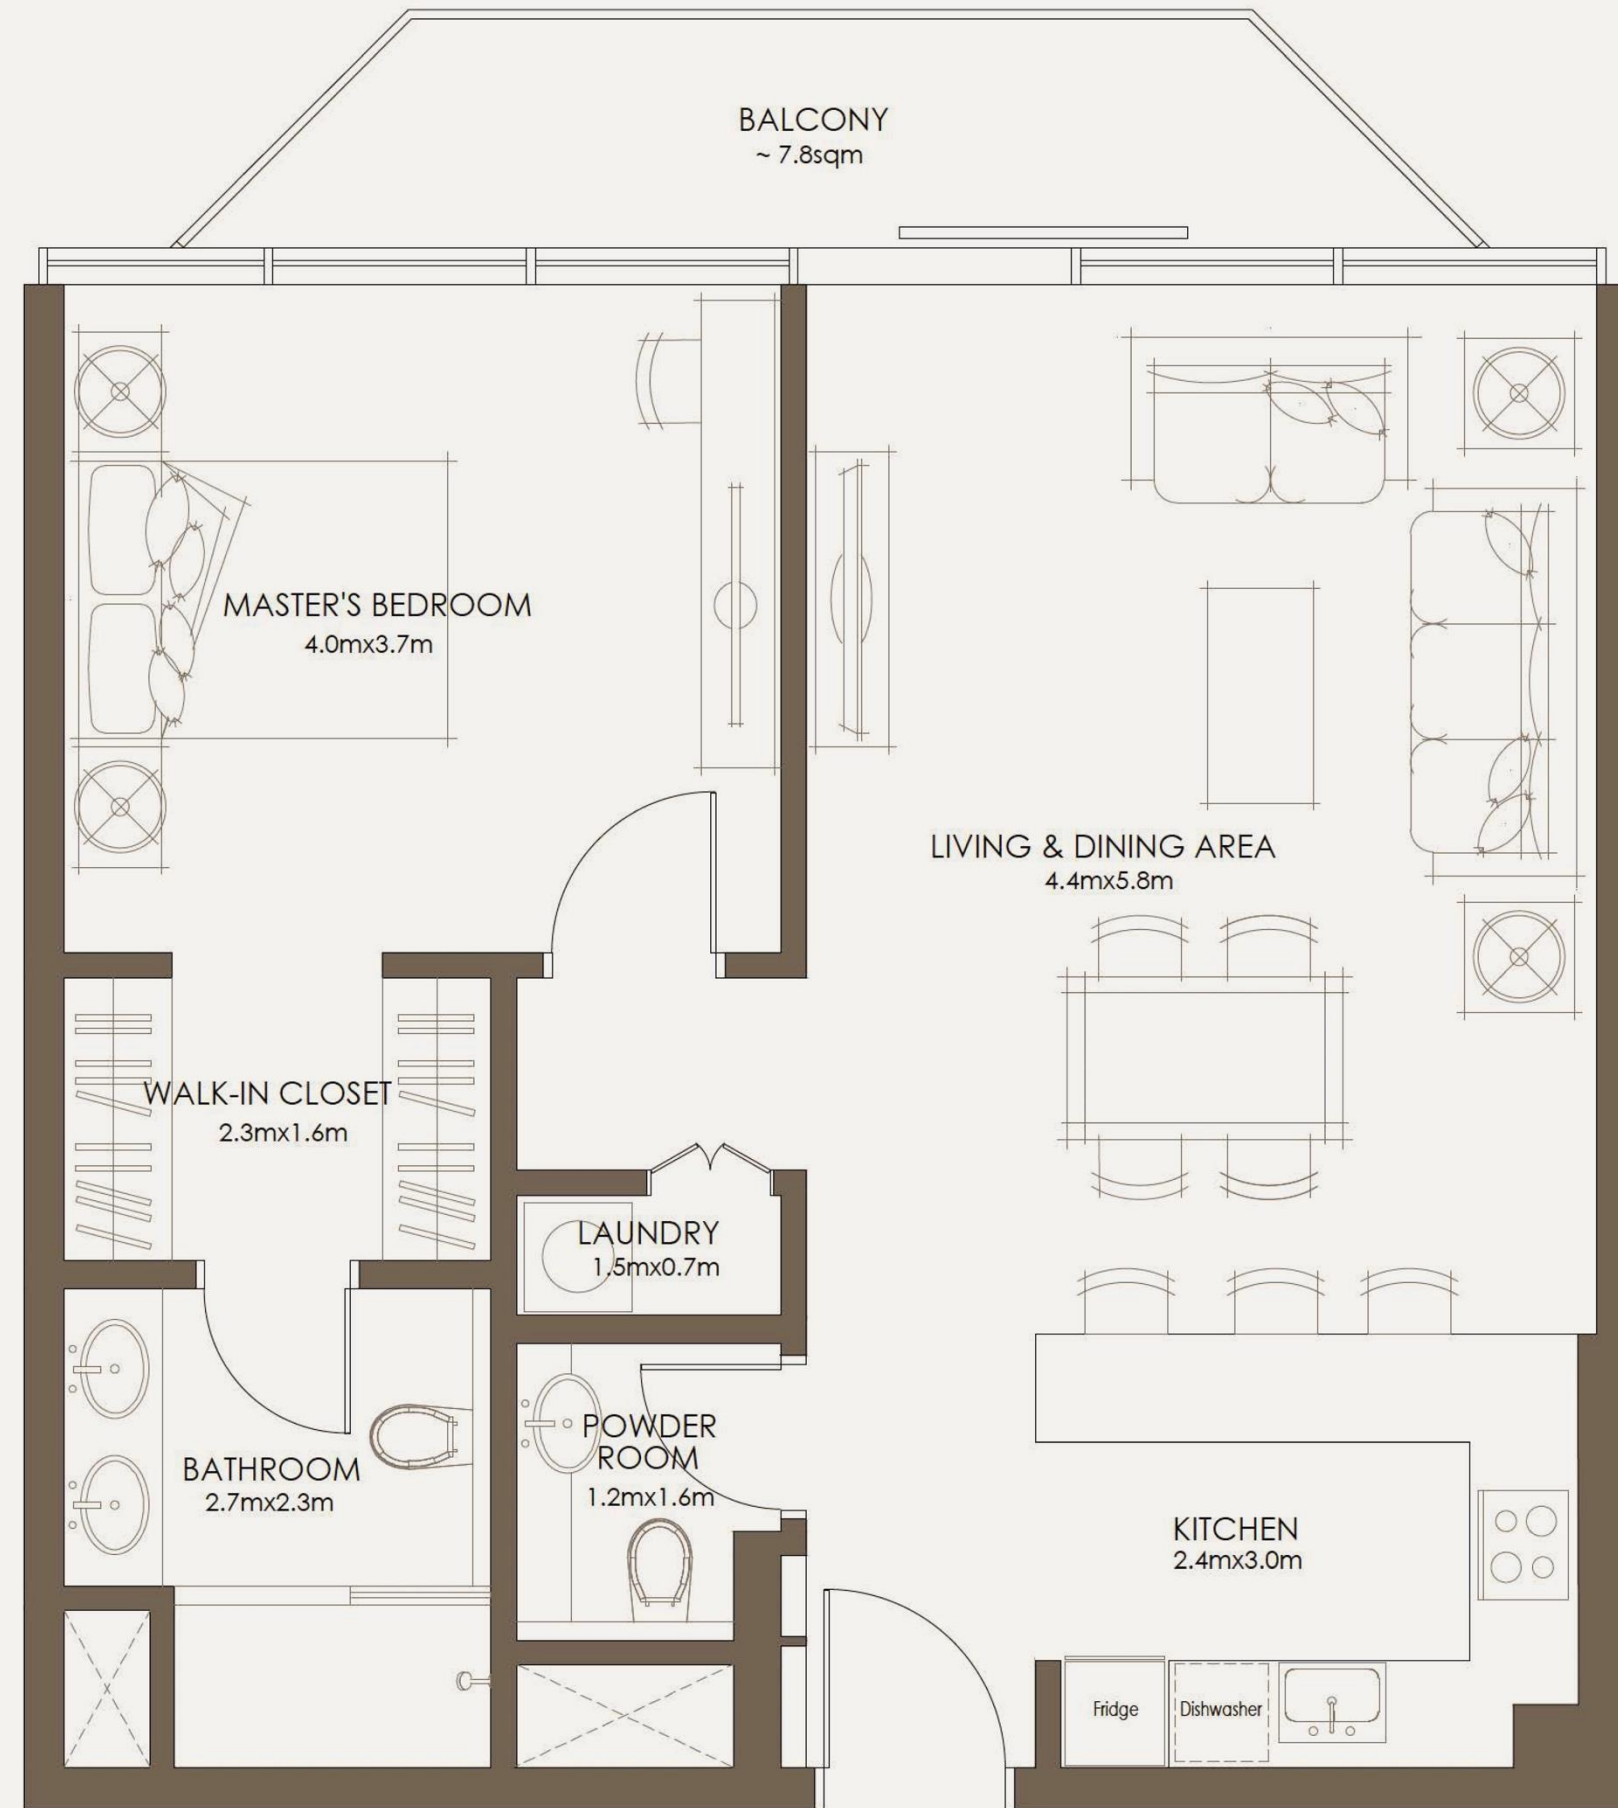 BALCONY
~ 7.8sqm
MASTER'S BEDROOM
4.0mx3.7m
LIVING & DINING AREA
4.4mx5.8m
WALK-IN CLOSET
2.3mx1.6m
LAUNDRY
1.5mx0.7m
POWDER
ROOM
1.2mx1.6m
BATHROOM
2.7mx2.3m
KITCHEN
2.4mx3.0m
Fridge
Dishwasher